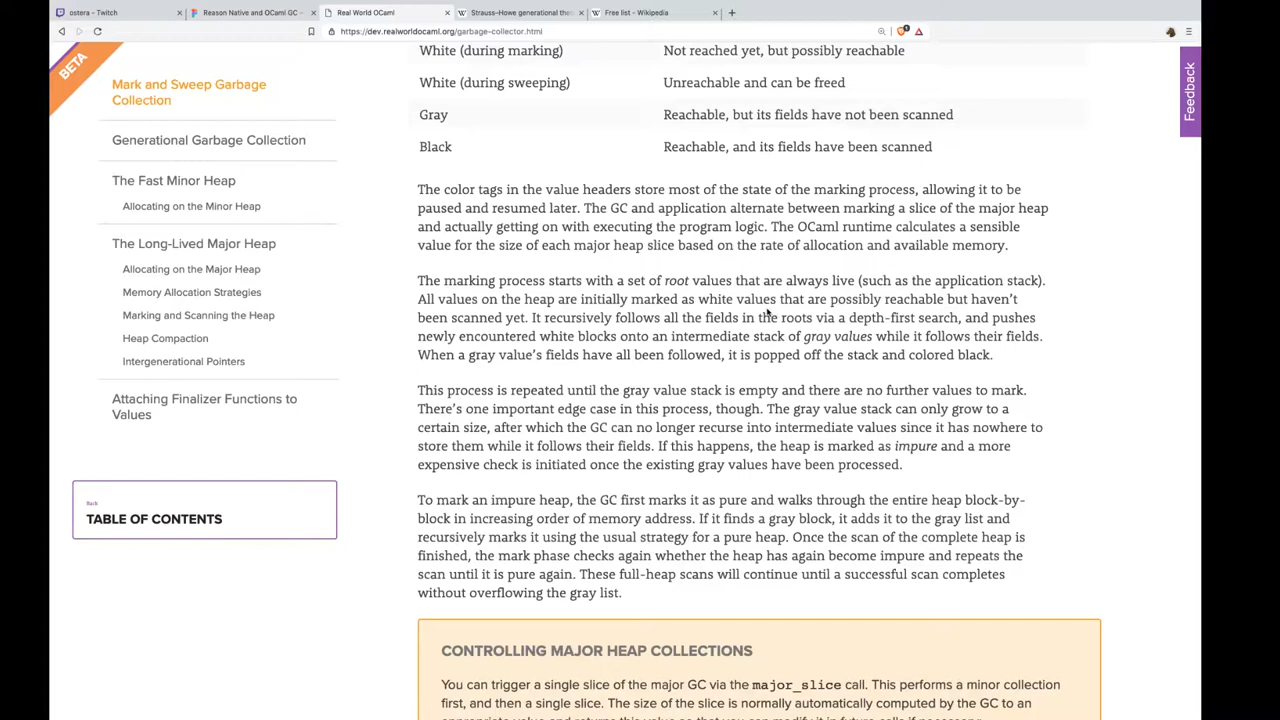 ostera - Twitch
Reason Native and OCaml GC -
Real World OCaml
Strauss–Howe generational the
Free list - Wikipedia
https://dev.realworldocaml.org/garbage-collector.html
BETA
Mark and Sweep Garbage
Collection
Generational Garbage Collection
The Fast Minor Heap
Allocating on the Minor Heap
The Long-Lived Major Heap
Allocating on the Major Heap
Memory Allocation Strategies
Marking and Scanning the Heap
Heap Compaction
Intergenerational Pointers
Attaching Finalizer Functions to
Values
Back
TABLE OF CONTENTS
White (during marking) Not reached yet, but possibly reachable
White (during sweeping) Unreachable and can be freed
Gray Reachable, but its fields have not been scanned
Black Reachable, and its fields have been scanned
The color tags in the value headers store most of the state of the marking process, allowing it to be
paused and resumed later. The GC and application alternate between marking a slice of the major heap
and actually getting on with executing the program logic. The OCaml runtime calculates a sensible
value for the size of each major heap slice based on the rate of allocation and available memory.
The marking process starts with a set of root values that are always live (such as the application stack).
All values on the heap are initially marked as white values that are possibly reachable but haven’t
been scanned yet. It recursively follows all the fields in the roots via a depth-first search, and pushes
newly encountered white blocks onto an intermediate stack of gray values while it follows their fields.
When a gray value’s fields have all been followed, it is popped off the stack and colored black.
This process is repeated until the gray value stack is empty and there are no further values to mark.
There’s one important edge case in this process, though. The gray value stack can only grow to a
certain size, after which the GC can no longer recurse into intermediate values since it has nowhere to
store them while it follows their fields. If this happens, the heap is marked as impure and a more
expensive check is initiated once the existing gray values have been processed.
To mark an impure heap, the GC first marks it as pure and walks through the entire heap block-by-
block in increasing order of memory address. If it finds a gray block, it adds it to the gray list and
recursively marks it using the usual strategy for a pure heap. Once the scan of the complete heap is
finished, the mark phase checks again whether the heap has again become impure and repeats the
scan until it is pure again. These full-heap scans will continue until a successful scan completes
without overflowing the gray list.
CONTROLLING MAJOR HEAP COLLECTIONS
You can trigger a single slice of the major GC via the major_slice call. This performs a minor collection
first, and then a single slice. The size of the slice is normally automatically computed by the GC to an
Feedback